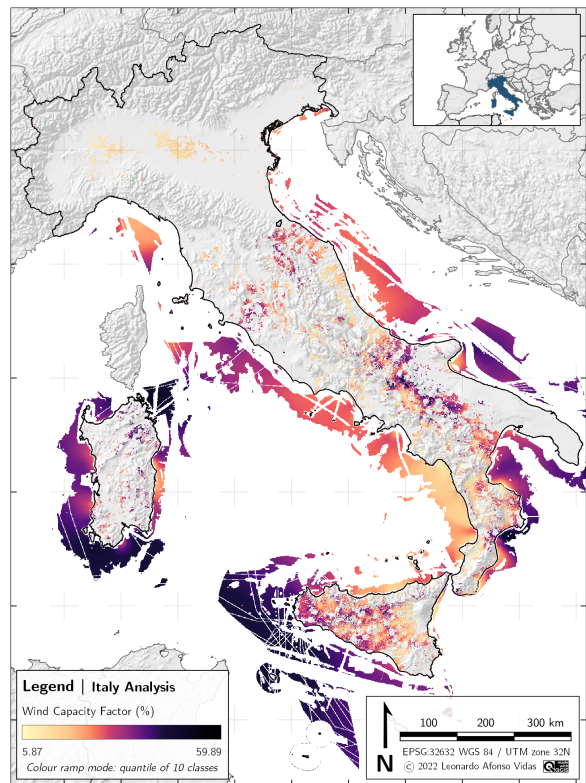 Legend | Italy Analysis
Wind Capacity Factor (%)
5.87 59.89
Colour ramp mode: quantile of 10 classes
N
100 200 300 km
EPSG:32632 WGS 84 / UTM zone 32N
© 2022 Leonardo Afonso Vidas